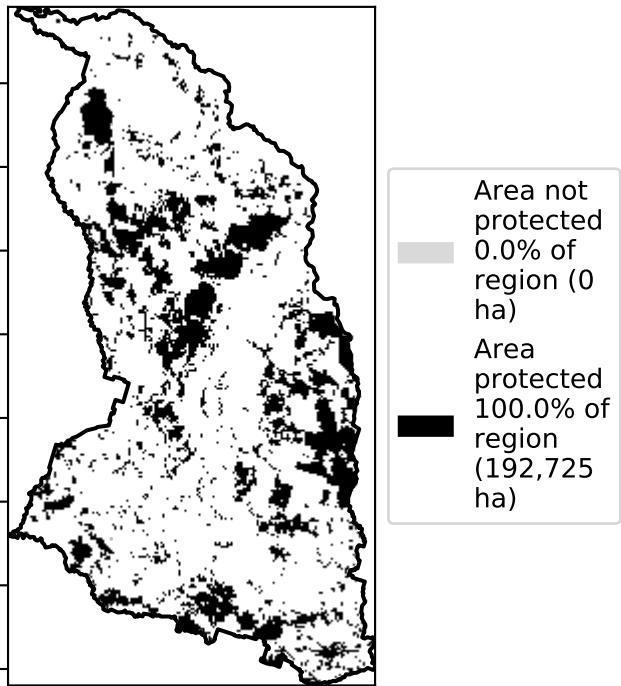 Area not
protected
0.0% of
region (0
ha)
Area
protected
100.0% of
region
(192,725
ha)